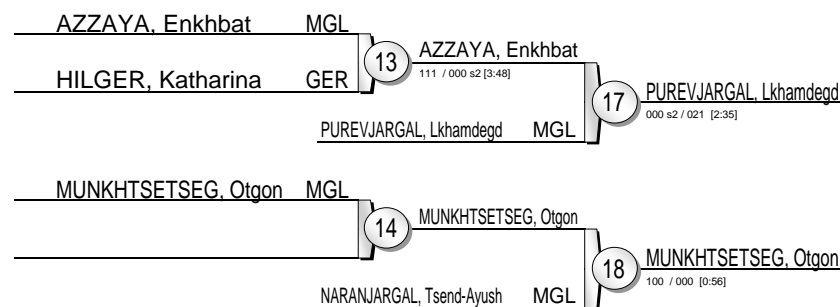 AZZAYA, Enkhbat MGL
13
AZZAYA, Enkhbat
111 / 000 s2 [3:48]
HILGER, Katharina GER
17
PUREVJARGAL, Lkhamdegd
000 s2 / 021 [2:35]
PUREVJARGAL, Lkhamdegd MGL
MUNKHTSETSEG, Otgon MGL
14
MUNKHTSETSEG, Otgon
18
MUNKHTSETSEG, Otgon
100 / 000 [0:56]
NARANJARGAL, Tsend-Ayush MGL